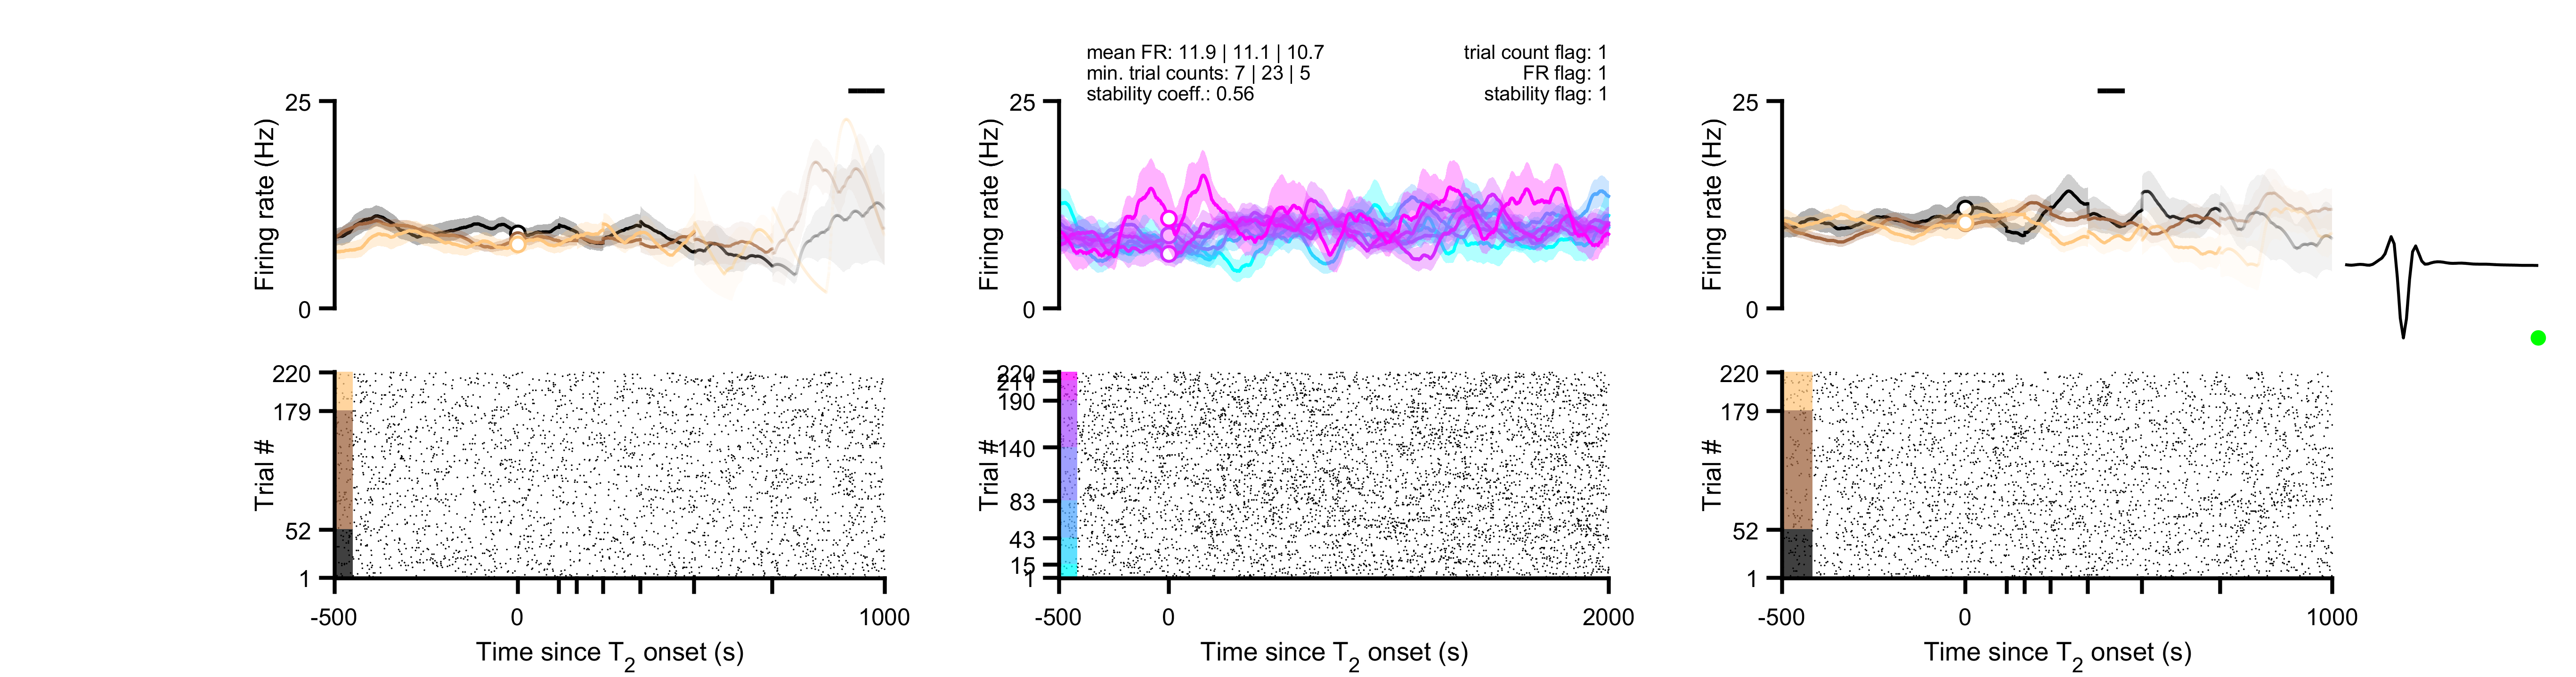 mean FR: 11.9 | 11.1 | 10.7
min. trial counts: 7 | 23 | 5
stability coeff.: 0.56
trial count flag: 1
FR flag: 1
stability flag: 1
25
0
Firing rate (Hz)
220
179
52
1
Trial #
-500
0
1000
Time since T2 onset (s)
25
0
Firing rate (Hz)
220
211
190
140
83
43
15
1
Trial #
-500
0
2000
Time since T2 onset (s)
25
0
Firing rate (Hz)
220
179
52
1
Trial #
-500
0
1000
Time since T2 onset (s)